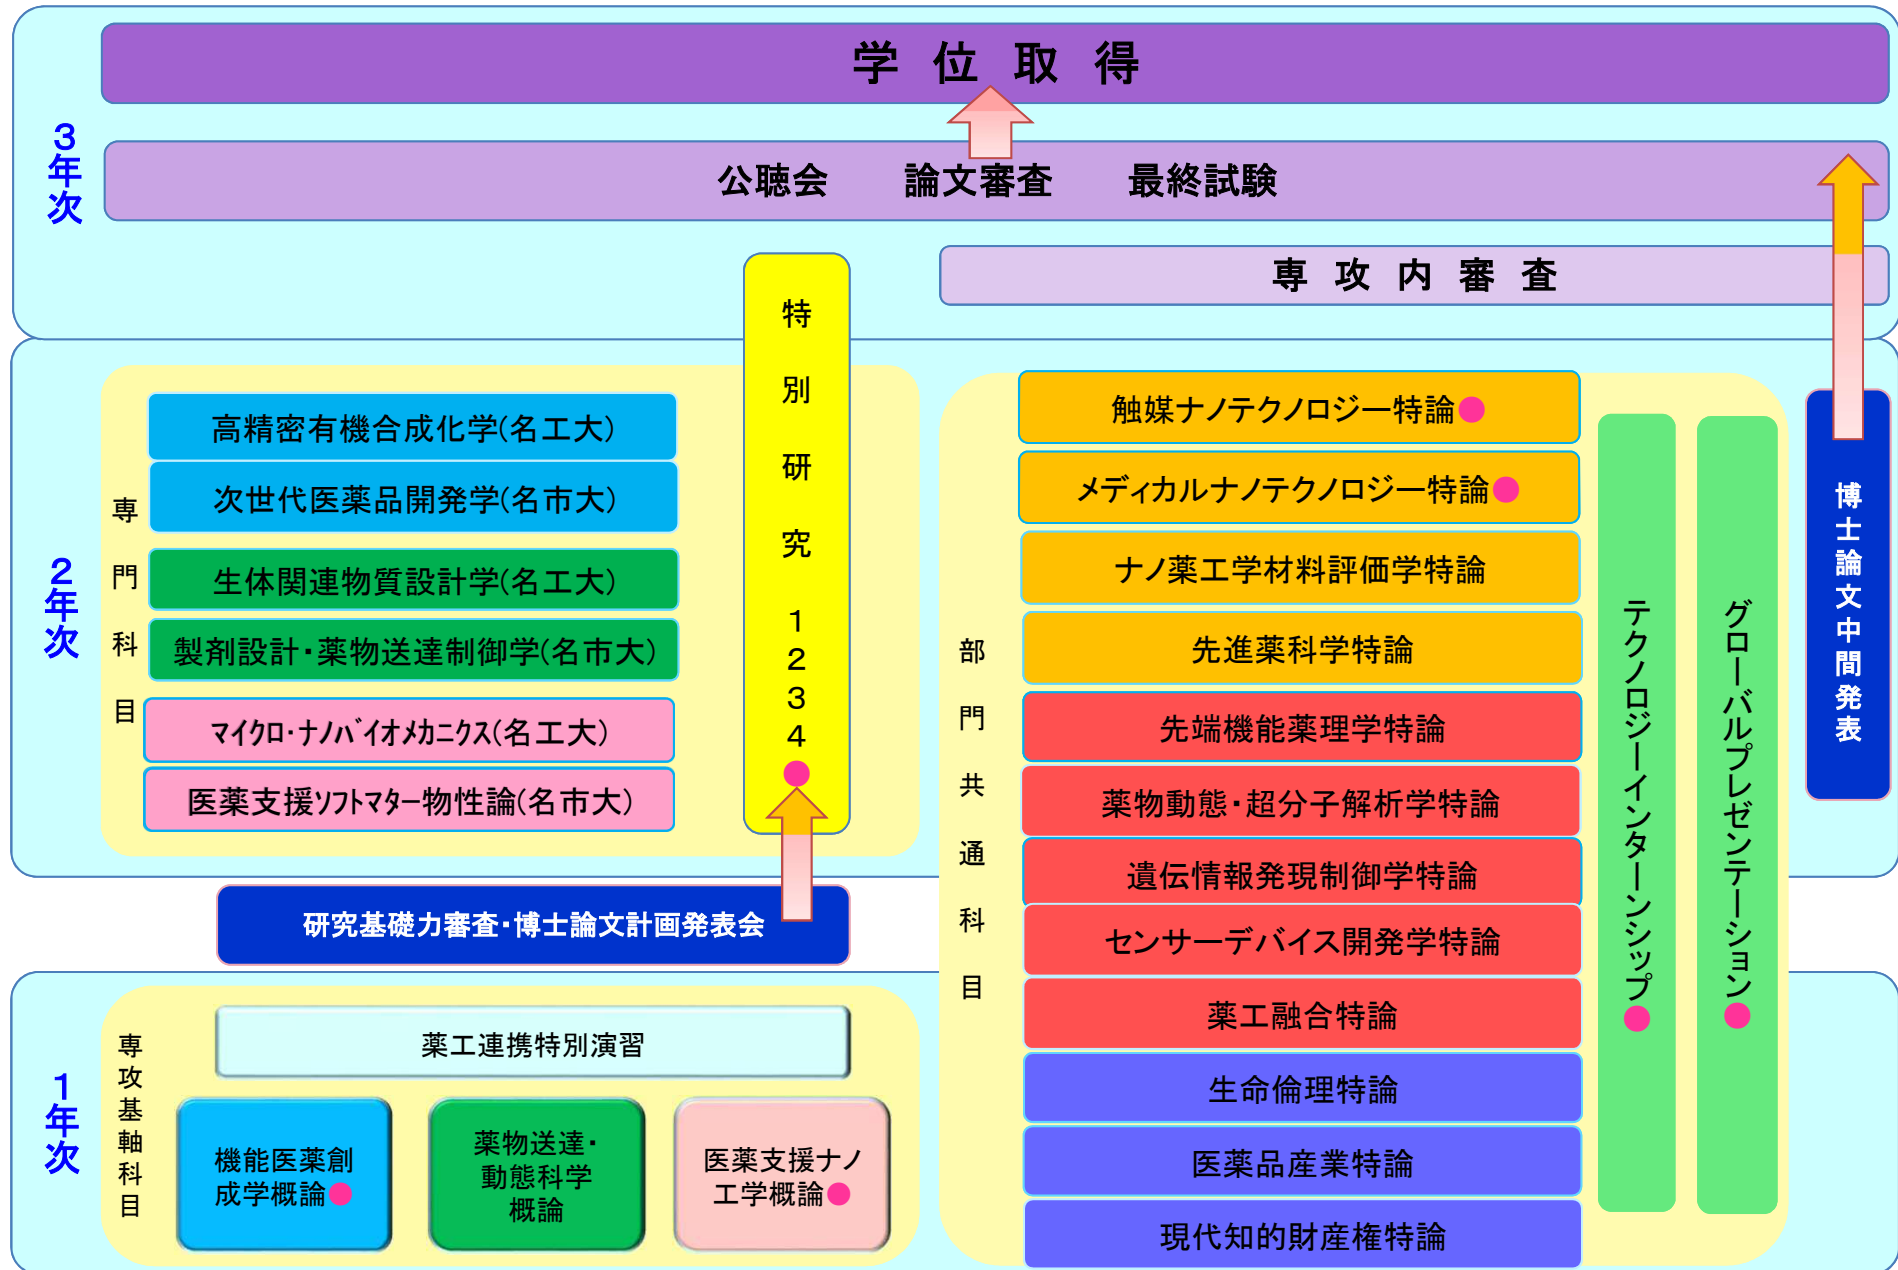 学位取得
3年次
公聴会 論文審査 最終試験
専攻内審査
特別研究1234●
2年次
専門科目
高精密有機合成化学(名工大)
次世代医薬品開発学(名市大)
生体関連物質設計学(名工大)
製剤設計・薬物送達制御学(名市大)
マイクロ・ナノバイオメカニクス(名工大)
医薬支援ソフトマター物性論(名市大)
部門共通科目
触媒ナノテクノロジー特論●
メディカルナノテクノロジー特論●
ナノ薬工学材料評価学特論
先進薬科学特論
先端機能薬理学特論
薬物動態・超分子解析学特論
遺伝情報発現制御学特論
センサーデバイス開発学特論
薬工融合特論
生命倫理特論
医薬品産業特論
現代知的財産権特論
テクノロジーインターンシップ●
グローバルプレゼンテーション●
博士論文中間発表
研究基礎力審査・博士論文計画発表会
1年次
専攻基軸科目
薬工連携特別演習
機能医薬創
成学概論●
薬物送達・
動態科学
概論
医薬支援ナノ
工学概論●